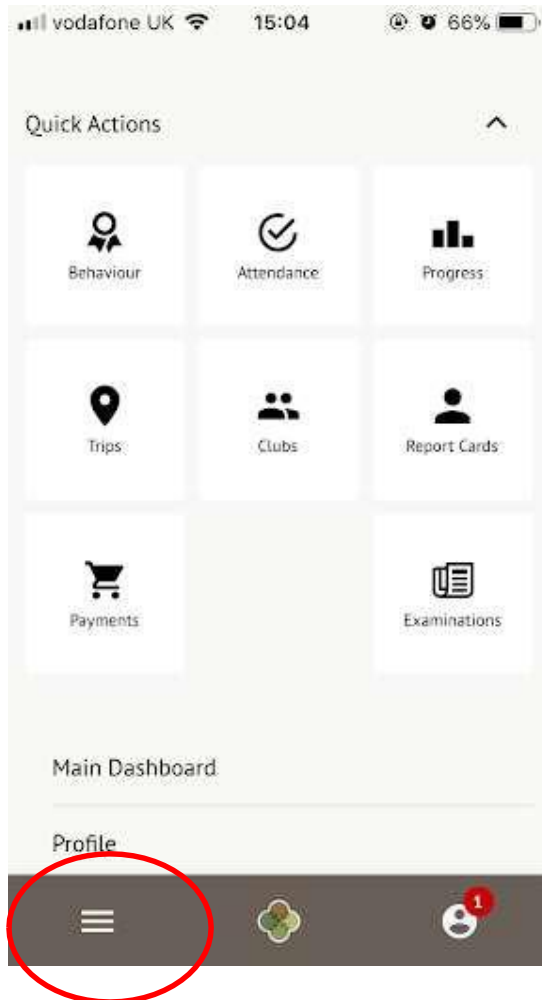 vodafone UK 15:04 66%
Quick Actions
Behaviour Attendance Progress
Trips Clubs Report Cards
Payments Examinations
Main Dashboard
Profile
1